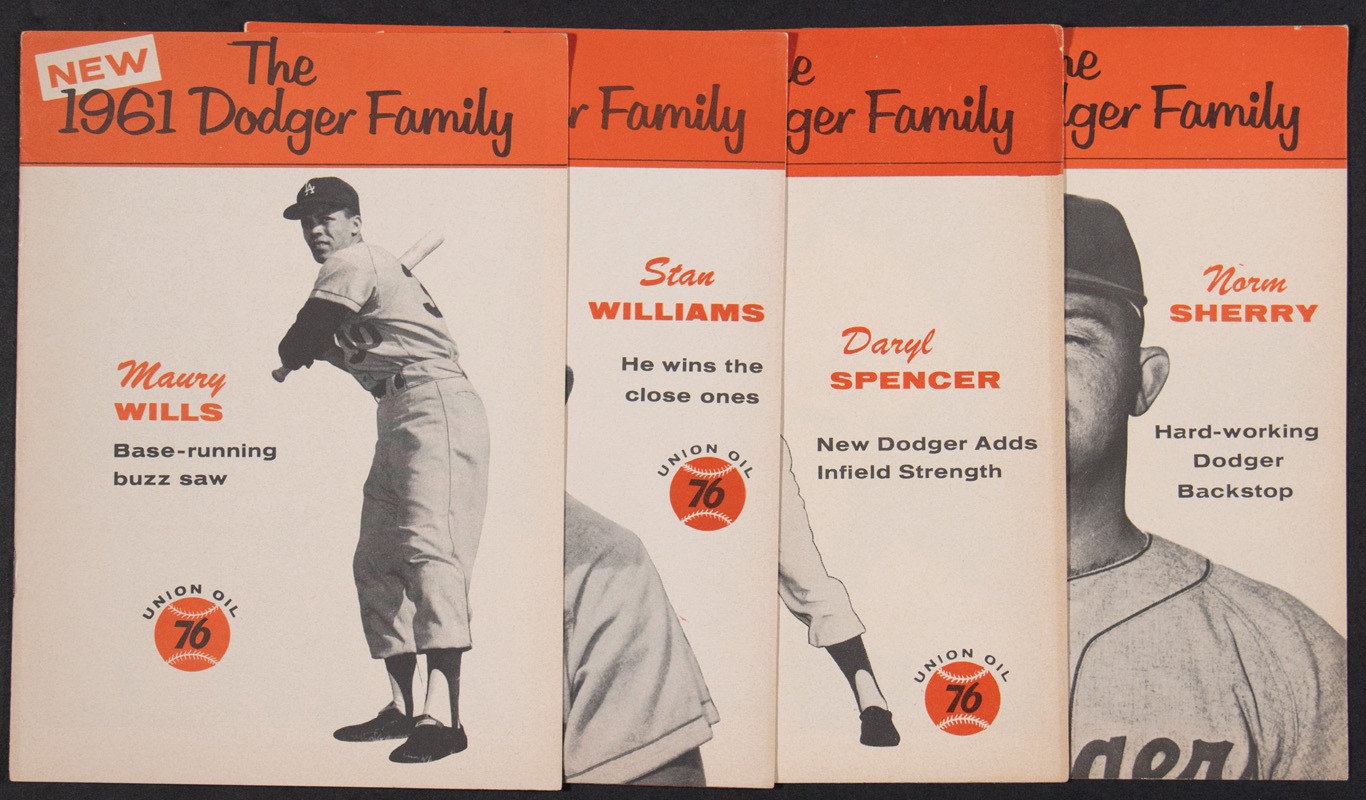 NEW
The
1961 Dodger Family
LA
Maury
WILLS
Base-running
buzz saw
UNION OIL
76
Family
Stan
WILLIAMS
He wins the
close ones
UNION OIL
76
Family
Daryl
SPENCER
New Dodger Adds
Infield Strength
UNION OIL
76
Family
Norm
SHERRY
Hard-working
Dodger
Backstop